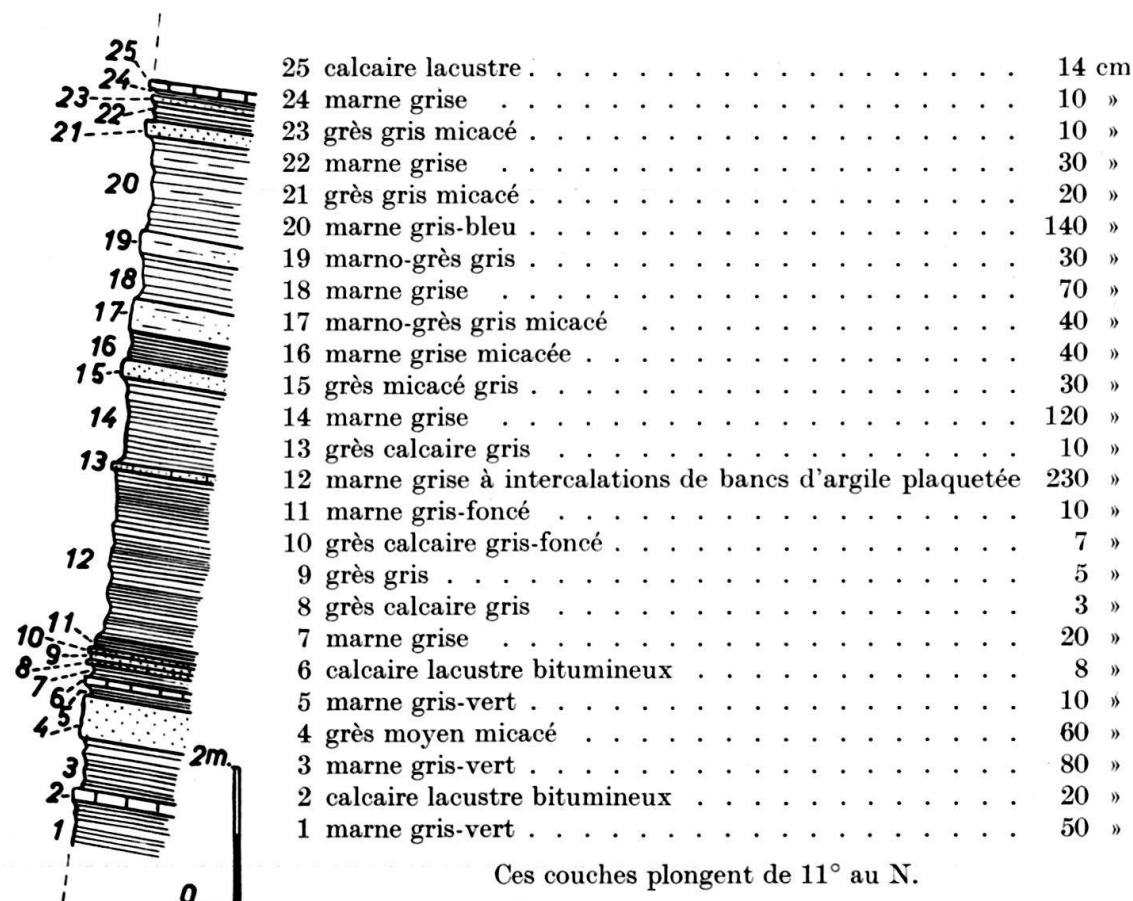 25 calcaire lacustre . . . . . . . . . . . . . . . . . . 14 cm
24 marne grise . . . . . . . . . . . . . . . . . . 10 »
23 grès gris micacé . . . . . . . . . . . . . . . . . . 10 »
22 marne grise . . . . . . . . . . . . . . . . . . 30 »
21 grès gris micacé . . . . . . . . . . . . . . . . . . 20 »
20 marne gris-bleu . . . . . . . . . . . . . . . . . . 140 »
19 marno-grès gris . . . . . . . . . . . . . . . . . . 30 »
18 marne grise . . . . . . . . . . . . . . . . . . 70 »
17 marno-grès gris micacé . . . . . . . . . . . . . . 40 »
16 marne grise micacée . . . . . . . . . . . . . . . . 40 »
15 grès micacé gris . . . . . . . . . . . . . . . . . . 30 »
14 marne grise . . . . . . . . . . . . . . . . . . 120 »
13 grès calcaire gris . . . . . . . . . . . . . . . . 10 »
12 marne grise à intercalations de bancs d'argile plaquetée 230 »
11 marne gris-foncé . . . . . . . . . . . . . . . . 10 »
10 grès calcaire gris-foncé . . . . . . . . . . . . . . . 7 »
9 grès gris . . . . . . . . . . . . . . . . . . . . 5 »
8 grès calcaire gris . . . . . . . . . . . . . . . . 3 »
7 marne grise . . . . . . . . . . . . . . . . . . 20 »
6 calcaire lacustre bitumineux . . . . . . . . . . . . 8 »
5 marne gris-vert . . . . . . . . . . . . . . . . . . 10 »
4 grès moyen micacé . . . . . . . . . . . . . . . . 60 »
3 marne gris-vert . . . . . . . . . . . . . . . . . . 80 »
2 calcaire lacustre bitumineux . . . . . . . . . . . . 20 »
1 marne gris-vert . . . . . . . . . . . . . . . . . . 50 »
Ces couches plongent de 11° au N.
25
24
23
22
21
20
19
18
17
16
15
14
13
12
11
10
9
8
7
6
5
4
3
2
1
2m.
0